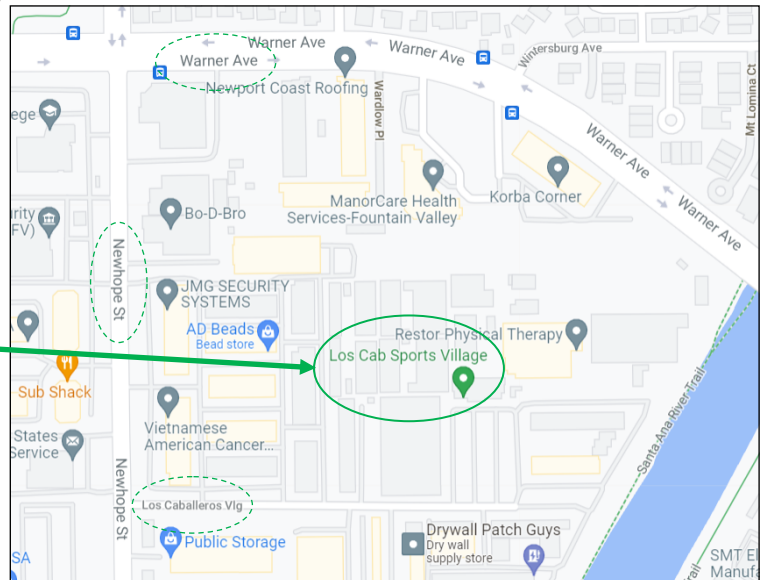 Warner Ave
Warner Ave
Warner Ave
Wintersburg Ave
Newport Coast Roofing
Wardlow Pl
Mt Lomina Ct
ege
Warner Ave
ManorCare Health
Services-Fountain Valley
Korba Corner
urity
FV)
Bo-D-Bro
Warner Ave
Newhope St
JMG SECURITY
SYSTEMS
AD Beads
Bead store
Restor Physical Therapy
Los Cab Sports Village
Sub Shack
Vietnamese
American Cancer...
States
Service
Santa Ana River Trail
Newhope St
Los Caballeros Vlg
Public Storage
Drywall Patch Guys
Dry wall
supply store
SA
SMT El
Manufa
rail